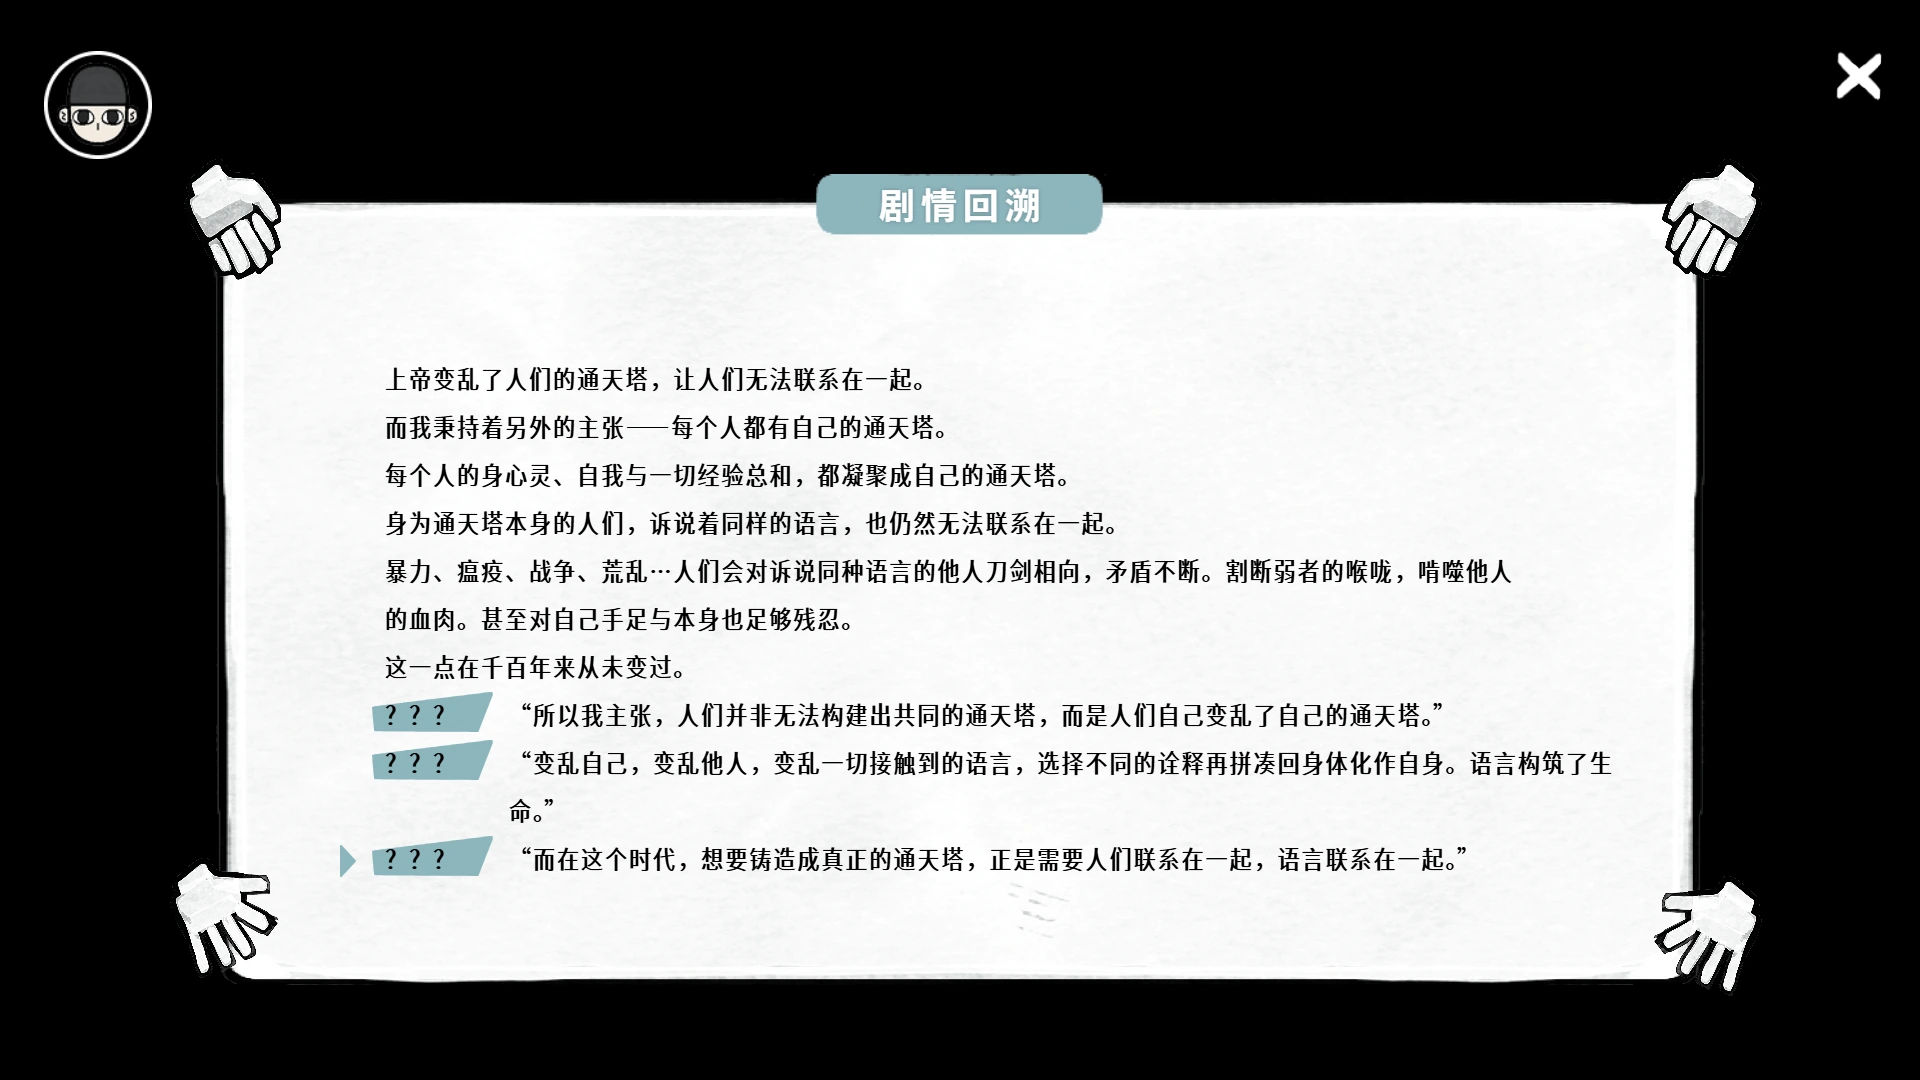 剧情回溯
上帝变乱了人们的通天塔，让人们无法联系在一起。
而我秉持着另外的主张——每个人都有自己的通天塔。
每个人的身心灵、自我与一切经验总和，都凝聚成自己的通天塔。
身为通天塔本身的人们，诉说着同样的语言，也仍然无法联系在一起。
暴力、瘟疫、战争、荒乱…人们会对诉说同种语言的他人刀剑相向，矛盾不断。割断弱者的喉咙，啃噬他人
的血肉。甚至对自己手足与本身也足够残忍。
这一点在千百年来从未变过。
？？？ “所以我主张，人们并非无法构建出共同的通天塔，而是人们自己变乱了自己的通天塔。”
？？？ “变乱自己，变乱他人，变乱一切接触到的语言，选择不同的诠释再拼凑回身体化作自身。语言构筑了生
命。”
？？？ “而在这个时代，想要铸造成真正的通天塔，正是需要人们联系在一起，语言联系在一起。”